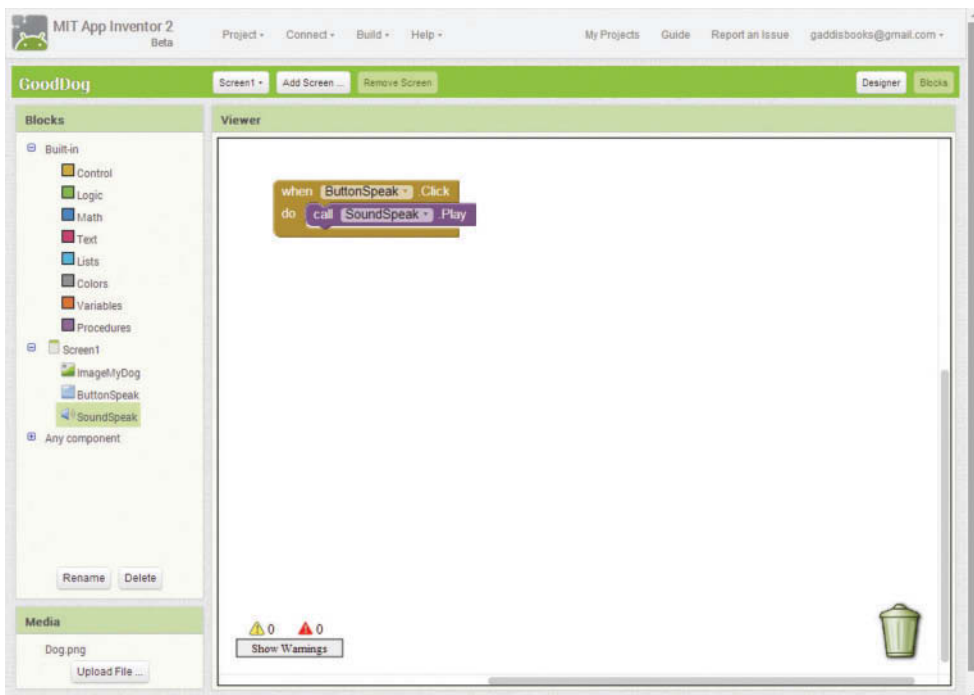 MIT App Inventor 2
Beta
Project Connect Build Help My Projects Guide Report an Issue gaddisbooks@gmail.com
GoodDog Screen1 Add Screen ... Remove Screen Designer Blocks
Blocks
Built-in
Control
Logic
Math
Text
Lists
Colors
Variables
Procedures
Screen1
ImageMyDog
ButtonSpeak
SoundSpeak
Any component
Rename Delete
Media
Dog.png
Upload File ...
Viewer
when ButtonSpeak .Click
do call SoundSpeak .Play
0 0
Show Warnings